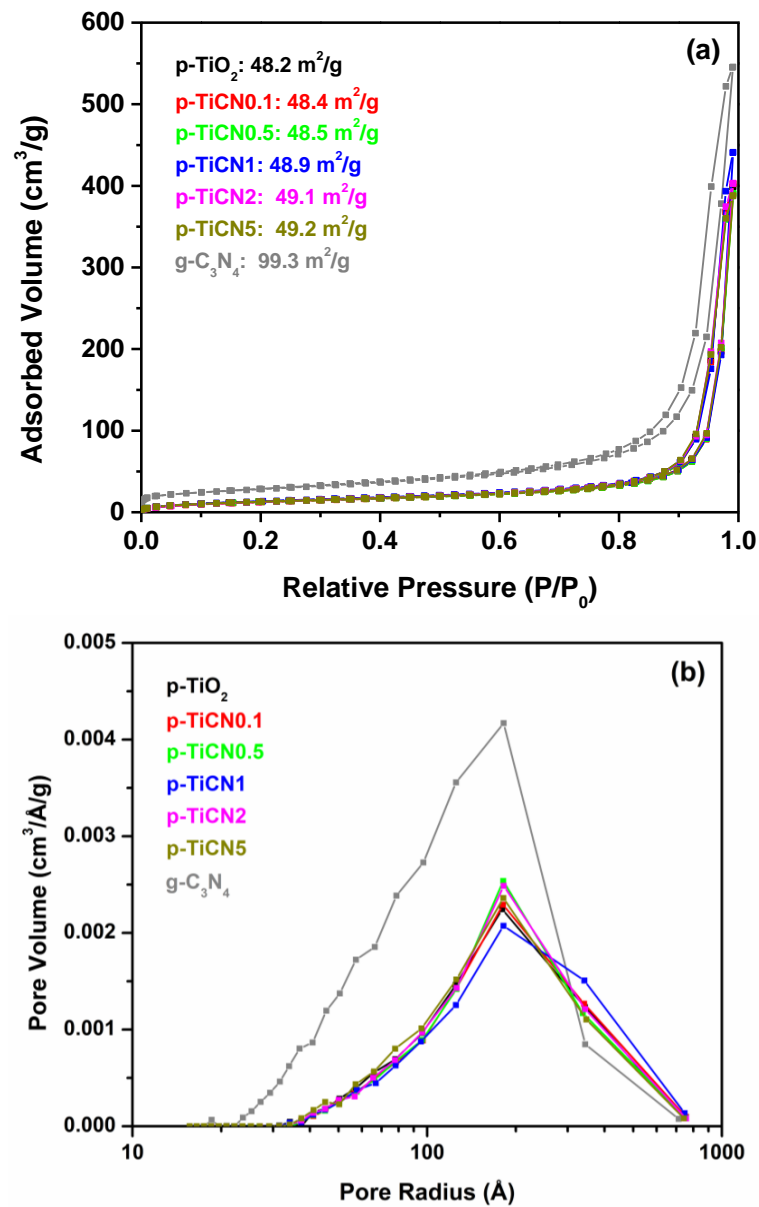 (a)
p-TiO₂: 48.2 m²/g
p-TiCN0.1: 48.4 m²/g
p-TiCN0.5: 48.5 m²/g
p-TiCN1: 48.9 m²/g
p-TiCN2: 49.1 m²/g
p-TiCN5: 49.2 m²/g
g-C₃N₄: 99.3 m²/g
Adsorbed Volume (cm³/g)
600
500
400
300
200
100
0
0.0 0.2 0.4 0.6 0.8 1.0
Relative Pressure (P/P₀)
(b)
p-TiO₂
p-TiCN0.1
p-TiCN0.5
p-TiCN1
p-TiCN2
p-TiCN5
g-C₃N₄
Pore Volume (cm³/Å/g)
0.005
0.004
0.003
0.002
0.001
0.000
10 100 1000
Pore Radius (Å)